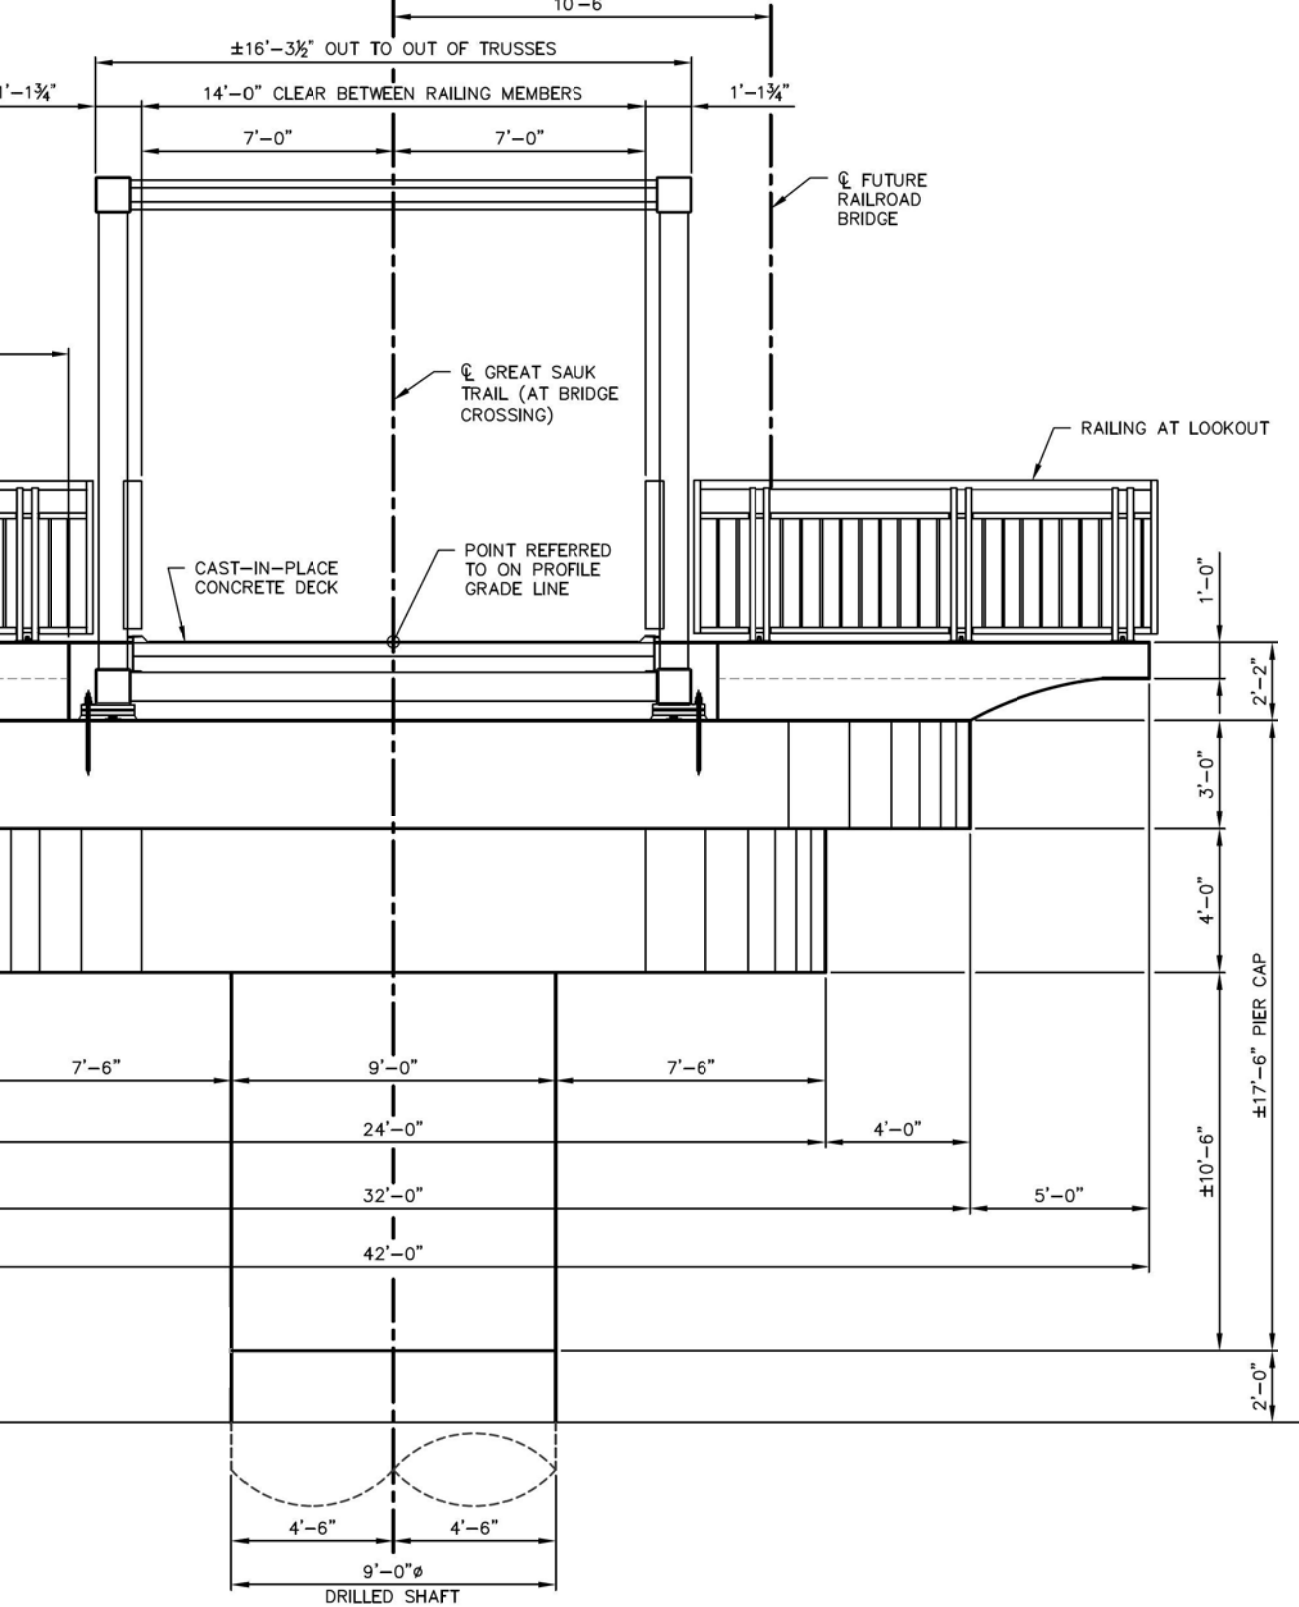 10'-6
±16'-3½" OUT TO OUT OF TRUSSES
1'-1¾"
14'-0" CLEAR BETWEEN RAILING MEMBERS
1'-1¾"
7'-0"
7'-0"
℄ FUTURE
RAILROAD
BRIDGE
℄ GREAT SAUK
TRAIL (AT BRIDGE
CROSSING)
RAILING AT LOOKOUT
CAST-IN-PLACE
CONCRETE DECK
POINT REFERRED
TO ON PROFILE
GRADE LINE
1'-0"
2'-2"
3'-0"
4'-0"
±17'-6" PIER CAP
7'-6"
9'-0"
7'-6"
24'-0"
4'-0"
±10'-6"
32'-0"
5'-0"
42'-0"
2'-0"
4'-6"
4'-6"
9'-0"ø
DRILLED SHAFT